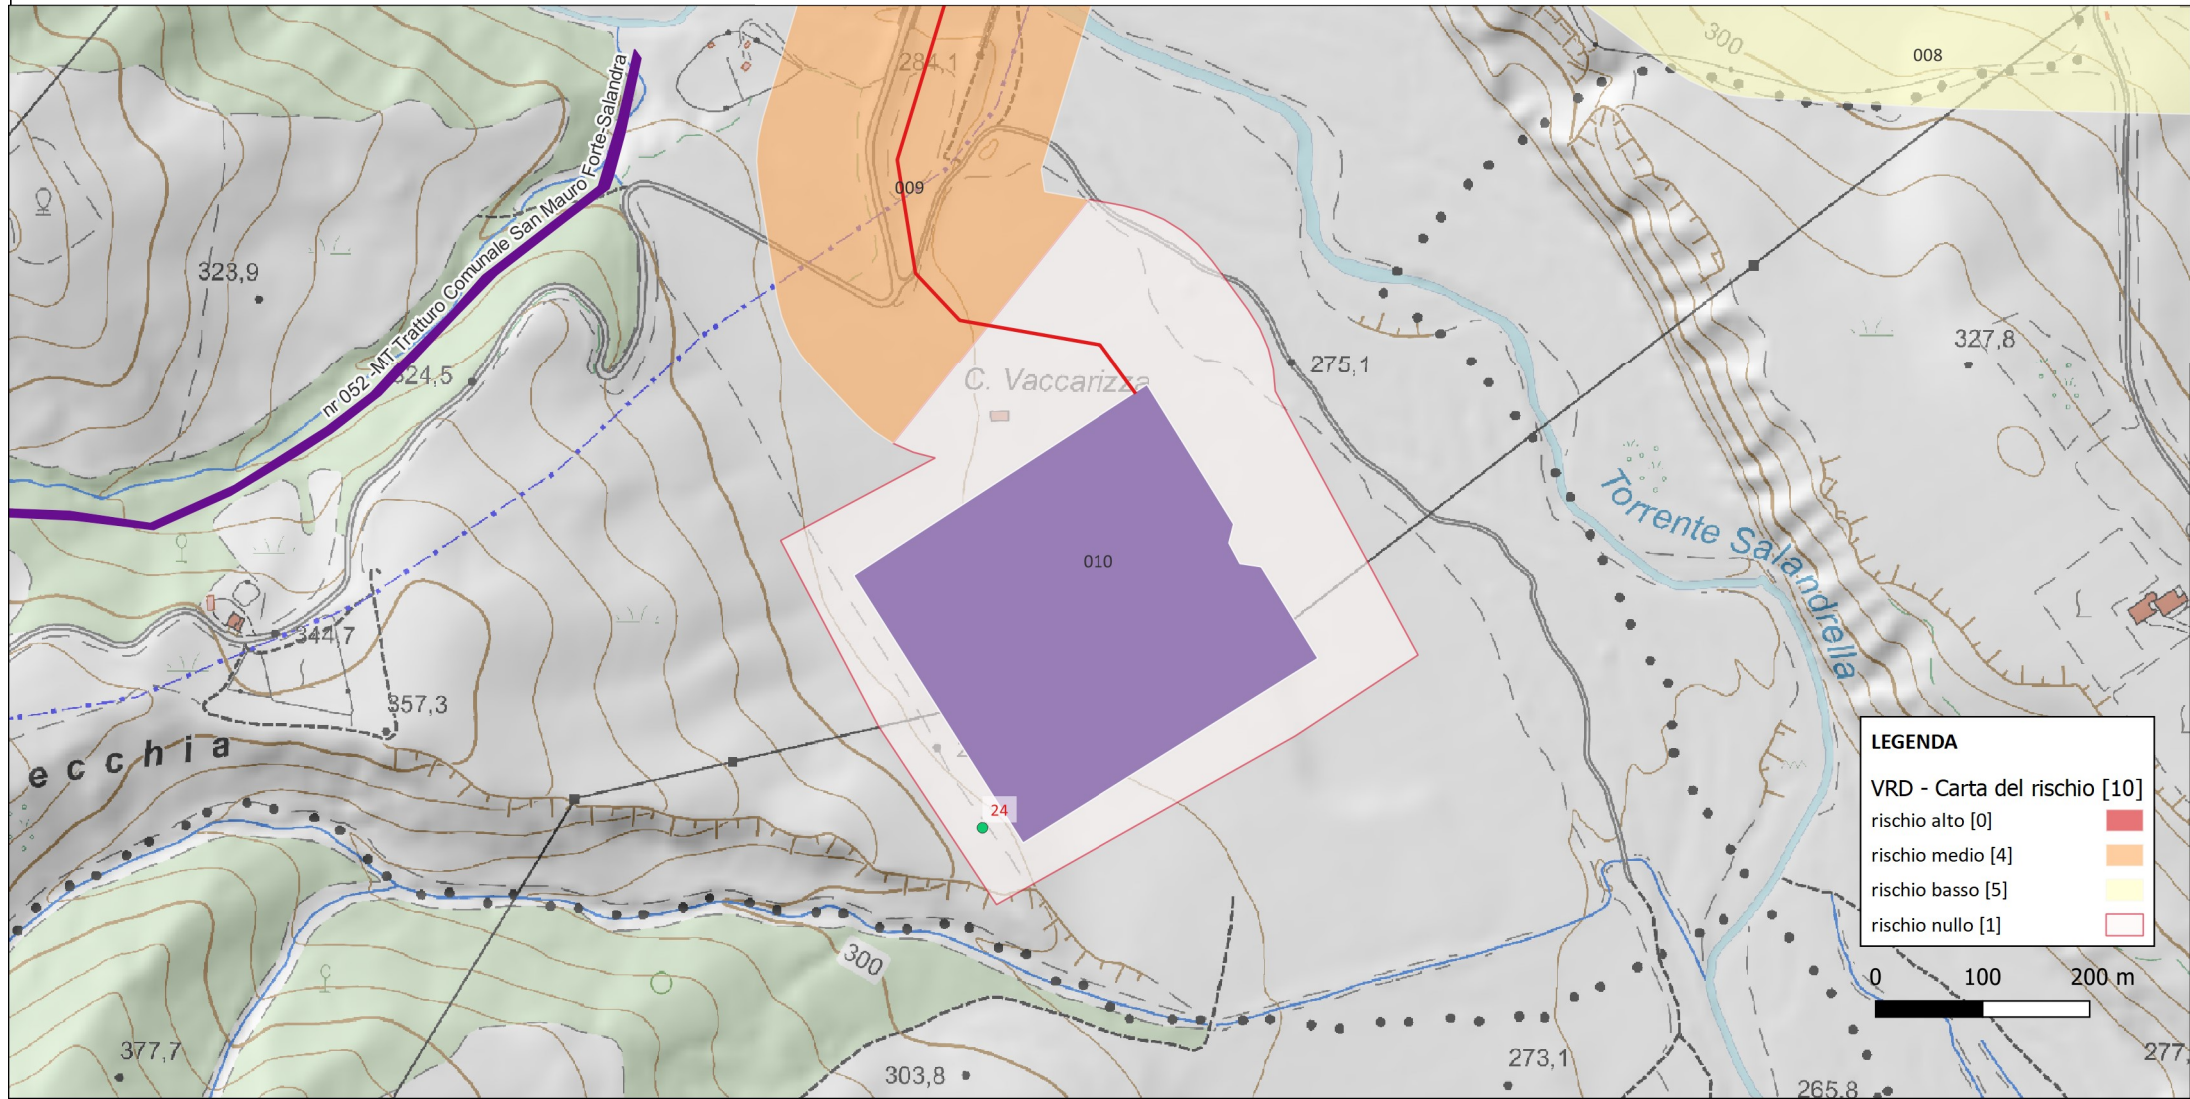 300
008
284,1
nr 052 -MT Tratturo Comunale San Mauro Forte-Salandra
009
323,9
327,8
275,1
C. Vaccarizza
324,5
Torrente Salandrella
010
344,7
357,3
ecchia
24
LEGENDA
VRD - Carta del rischio [10]
rischio alto [0]
rischio medio [4]
rischio basso [5]
rischio nullo [1]
300
0 100 200 m
377,7
303,8
273,1
277,
265,8